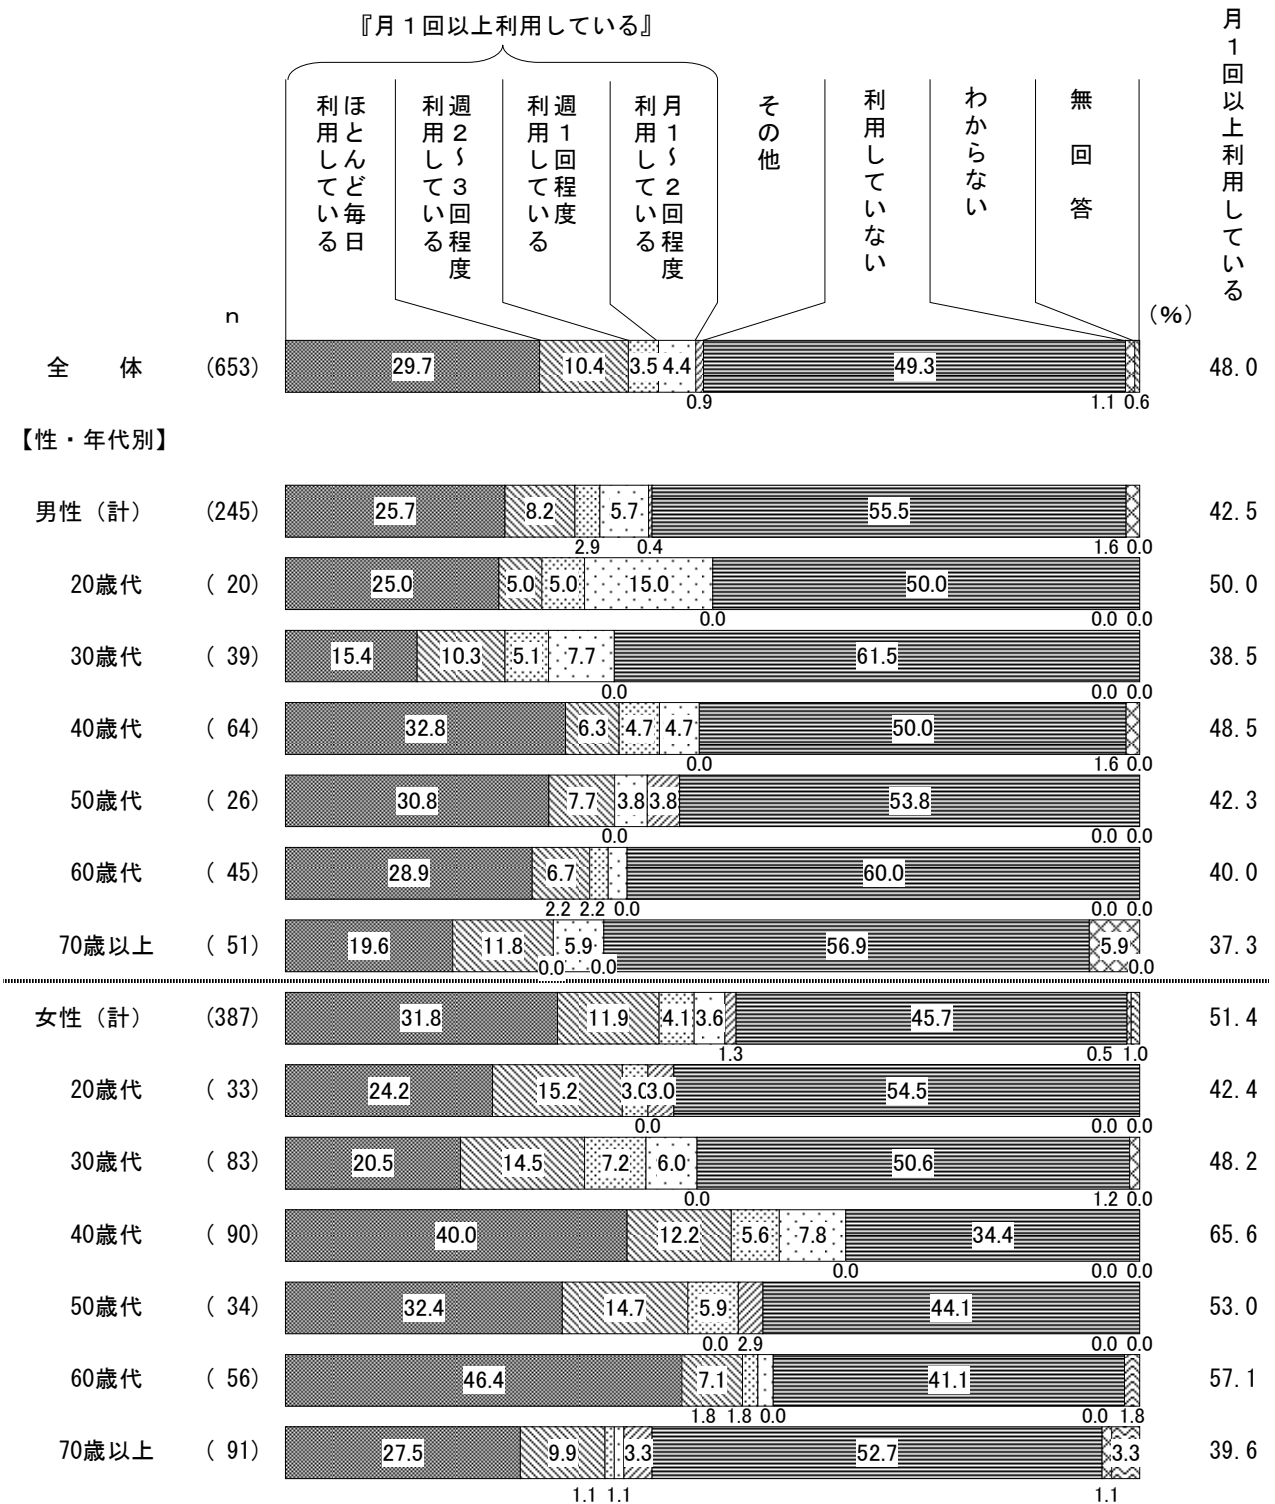 『月１回以上利用している』
ほとんど毎日
利用している
週２～３回程度
利用している
週１回程度
利用している
月１～２回程度
利用している
その他
利用していない
わからない
無回答
月１回以上利用している
n
(%)
全体 (653) 29.7 10.4 3.5 4.4 49.3 48.0
0.9 1.1 0.6
【性・年代別】
男性（計） (245) 25.7 8.2 5.7 55.5 42.5
2.9 0.4 1.6 0.0
20歳代 ( 20) 25.0 5.0 5.0 15.0 50.0 50.0
0.0 0.0 0.0
30歳代 ( 39) 15.4 10.3 5.1 7.7 61.5 38.5
0.0 0.0 0.0
40歳代 ( 64) 32.8 6.3 4.7 4.7 50.0 48.5
0.0 1.6 0.0
50歳代 ( 26) 30.8 7.7 3.8 3.8 53.8 42.3
0.0 0.0 0.0
60歳代 ( 45) 28.9 6.7 60.0 40.0
2.2 2.2 0.0 0.0 0.0
70歳以上 ( 51) 19.6 11.8 5.9 56.9 5.9 37.3
0.0 0.0 0.0
女性（計） (387) 31.8 11.9 4.1 3.6 45.7 51.4
1.3 0.5 1.0
20歳代 ( 33) 24.2 15.2 3.0 3.0 54.5 42.4
0.0 0.0 0.0
30歳代 ( 83) 20.5 14.5 7.2 6.0 50.6 48.2
0.0 1.2 0.0
40歳代 ( 90) 40.0 12.2 5.6 7.8 34.4 65.6
0.0 0.0 0.0
50歳代 ( 34) 32.4 14.7 5.9 44.1 53.0
0.0 2.9 0.0 0.0
60歳代 ( 56) 46.4 7.1 41.1 57.1
1.8 1.8 0.0 0.0 1.8
70歳以上 ( 91) 27.5 9.9 3.3 52.7 3.3 39.6
1.1 1.1 1.1